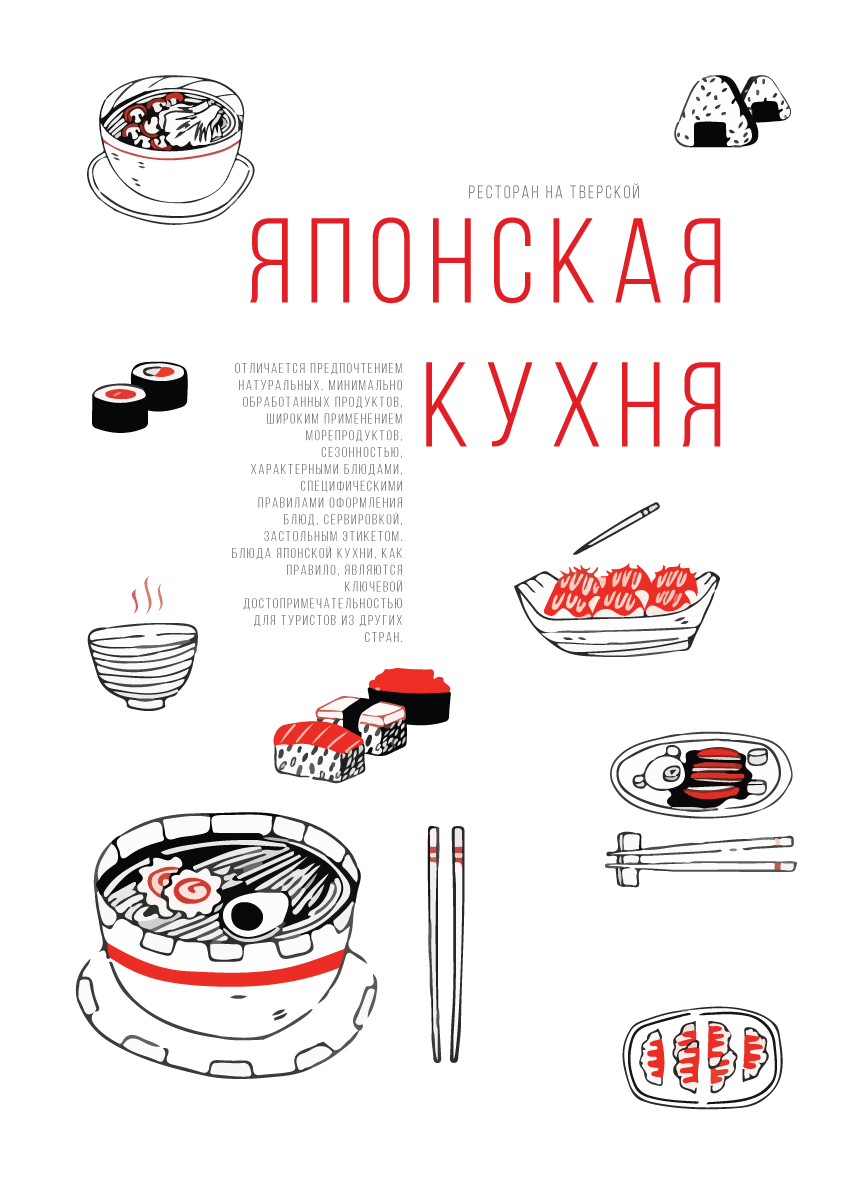 РЕСТОРАН НА ТВЕРСКОЙ
ЯПОНСКАЯ
КУХНЯ
ОТЛИЧАЕТСЯ ПРЕДПОЧТЕНИЕМ
НАТУРАЛЬНЫХ, МИНИМАЛЬНО
ОБРАБОТАННЫХ ПРОДУКТОВ,
ШИРОКИМ ПРИМЕНЕНИЕМ
МОРЕПРОДУКТОВ,
СЕЗОННОСТЬЮ,
ХАРАКТЕРНЫМИ БЛЮДАМИ,
СПЕЦИФИЧЕСКИМИ
ПРАВИЛАМИ ОФОРМЛЕНИЯ
БЛЮД, СЕРВИРОВКОЙ,
ЗАСТОЛЬНЫМ ЭТИКЕТОМ.
БЛЮДА ЯПОНСКОЙ КУХНИ, КАК
ПРАВИЛО, ЯВЛЯЮТСЯ
КЛЮЧЕВОЙ
ДОСТОПРИМЕЧАТЕЛЬНОСТЬЮ
ДЛЯ ТУРИСТОВ ИЗ ДРУГИХ
СТРАН.